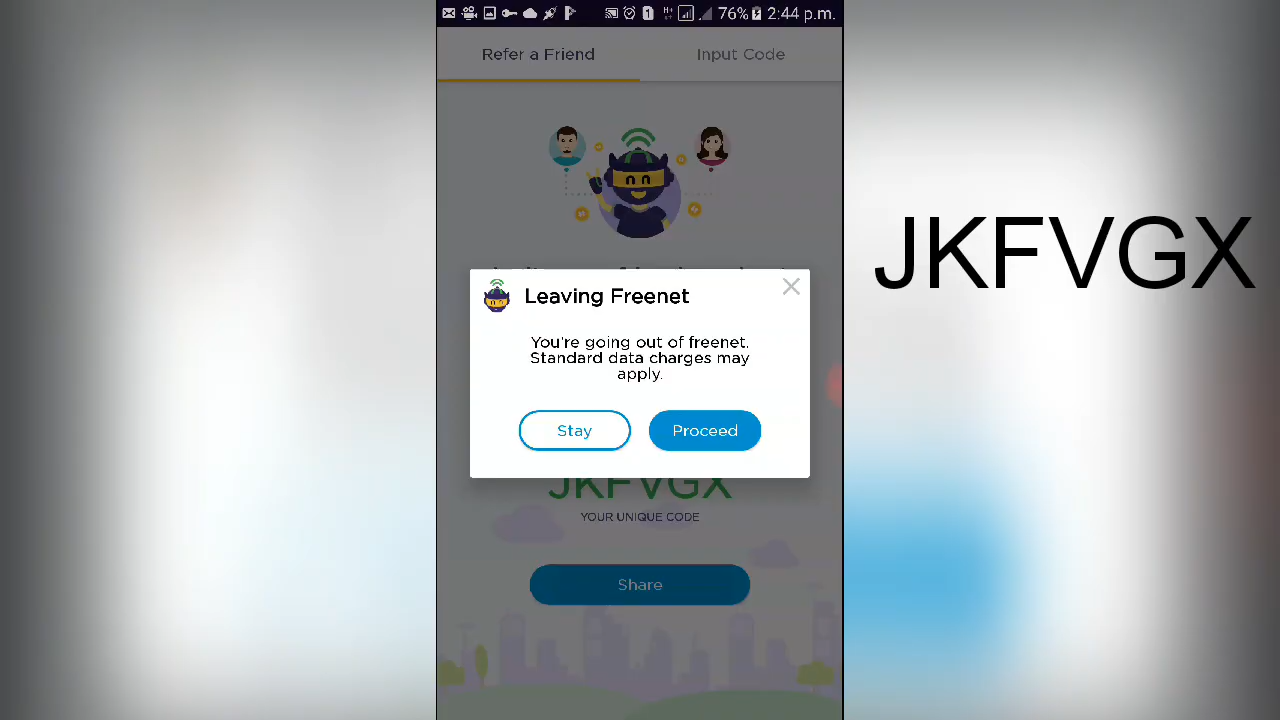 76% 2:44 p.m.
Refer a Friend
Input Code
Leaving Freenet
You're going out of freenet.
Standard data charges may
apply.
Stay
Proceed
JKFVGX
YOUR UNIQUE CODE
Share
JKFVGX